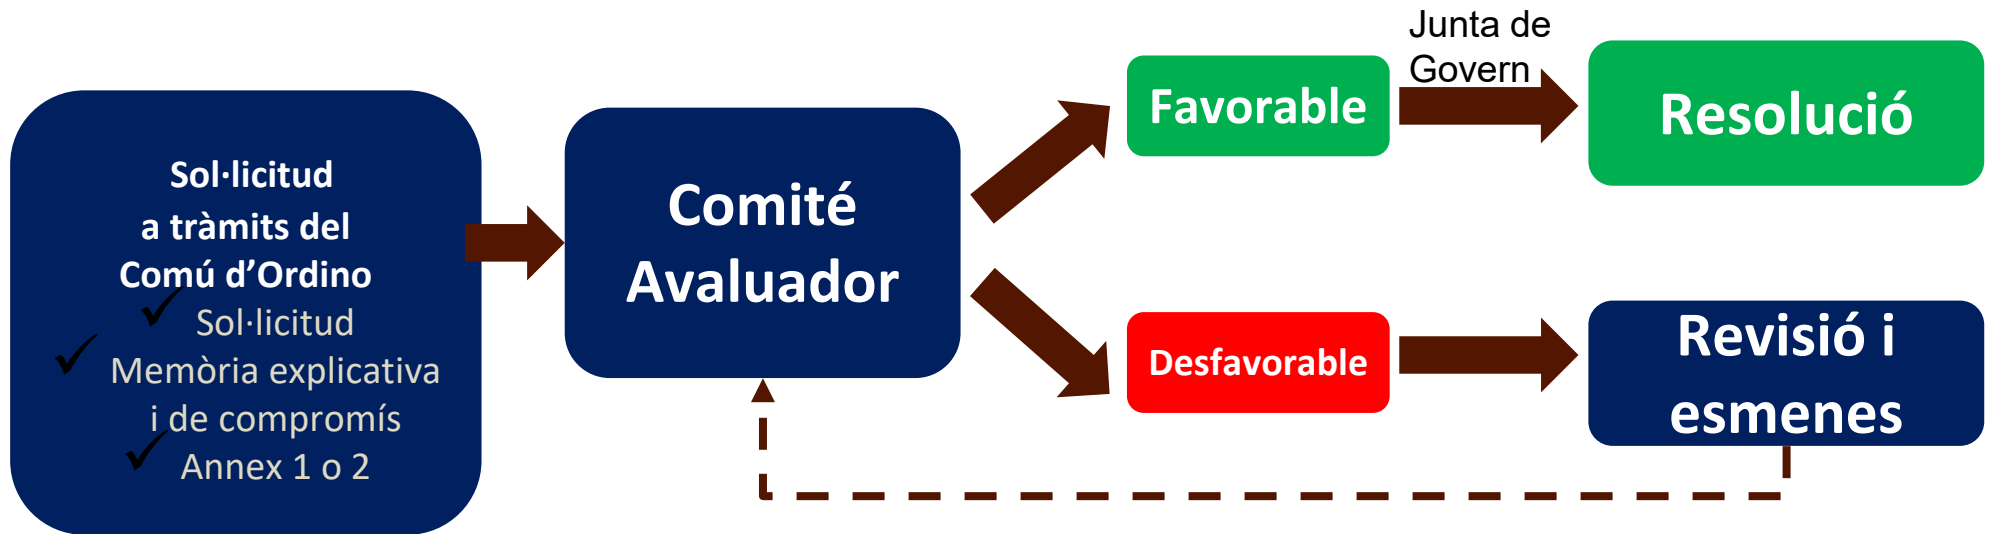 Sol·licitud
a tràmits del
Comú d’Ordino
✓ Sol·licitud
✓ Memòria explicativa
i de compromís
✓ Annex 1 o 2
Comité
Avaluador
Favorable
Junta de
Govern
Resolució
Desfavorable
Revisió i
esmenes